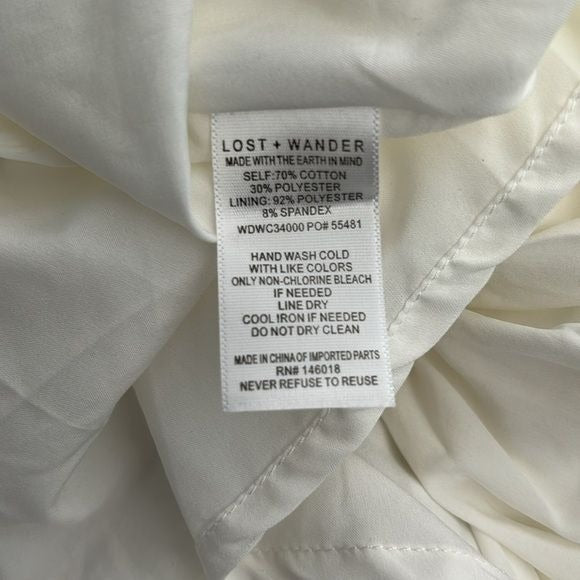 LOST + WANDER
MADE WITH THE EARTH IN MIND
SELF:70% COTTON
30% POLYESTER
LINING: 92% POLYESTER
8% SPANDEX
WDWC34000 PO# 55481
HAND WASH COLD
WITH LIKE COLORS
ONLY NON-CHLORINE BLEACH
IF NEEDED
LINE DRY
COOL IRON IF NEEDED
DO NOT DRY CLEAN
MADE IN CHINA OF IMPORTED PARTS
RN# 146018
NEVER REFUSE TO REUSE